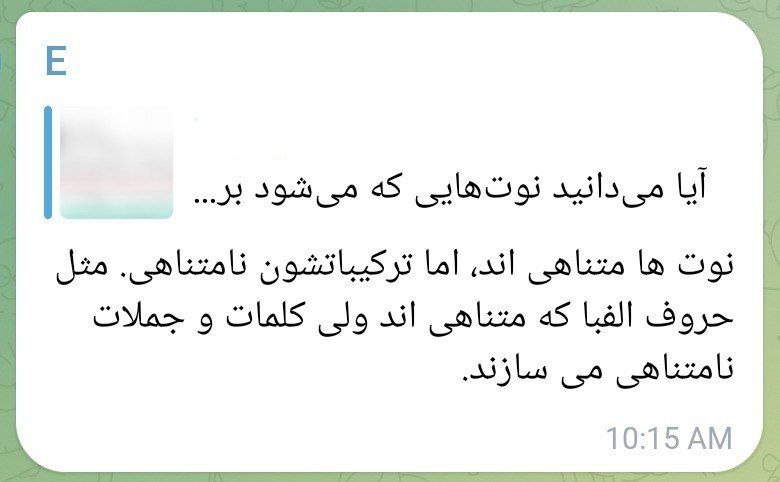 E
آیا می‌دانید نوت‌هایی که می‌شود بر...
نوت ها متناهی اند، اما ترکیباتشون نامتناهی. مثل
حروف الفبا که متناهی اند ولی کلمات و جملات
نامتناهی می سازند.
10:15 AM